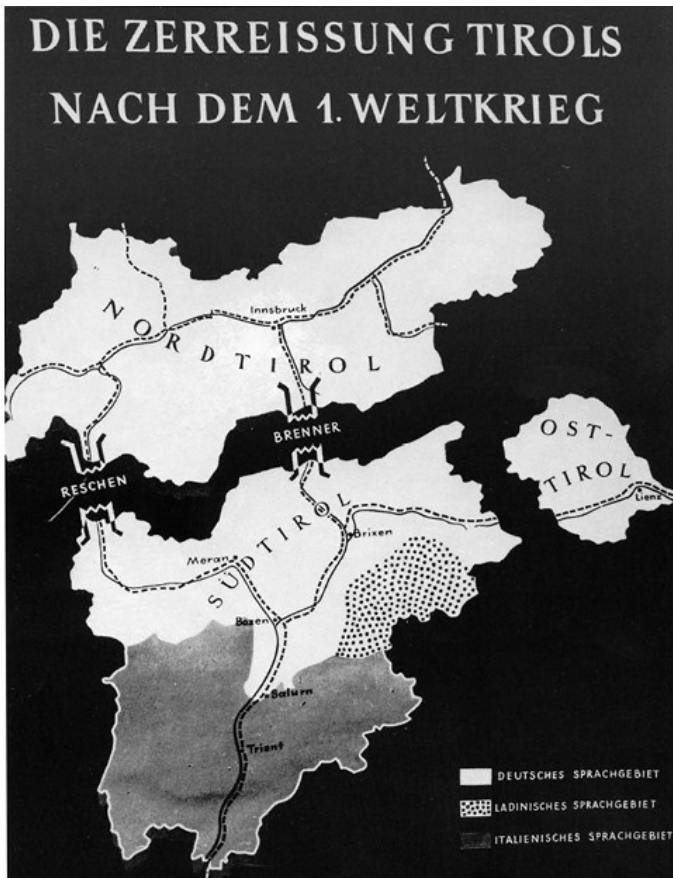 DIE ZERREISSUNG TIROLS
NACH DEM 1. WELTKRIEG
Innsbruck
NORDTIROL
BRENNER
RESCHEN
OST-
TIROL
Lienz
SÜDTIROL
Brixen
Meran
Bozen
Salurn
Trient
DEUTSCHES SPRACHGEBIET
LADINISCHES SPRACHGEBIET
ITALIENISCHES SPRACHGEBIET